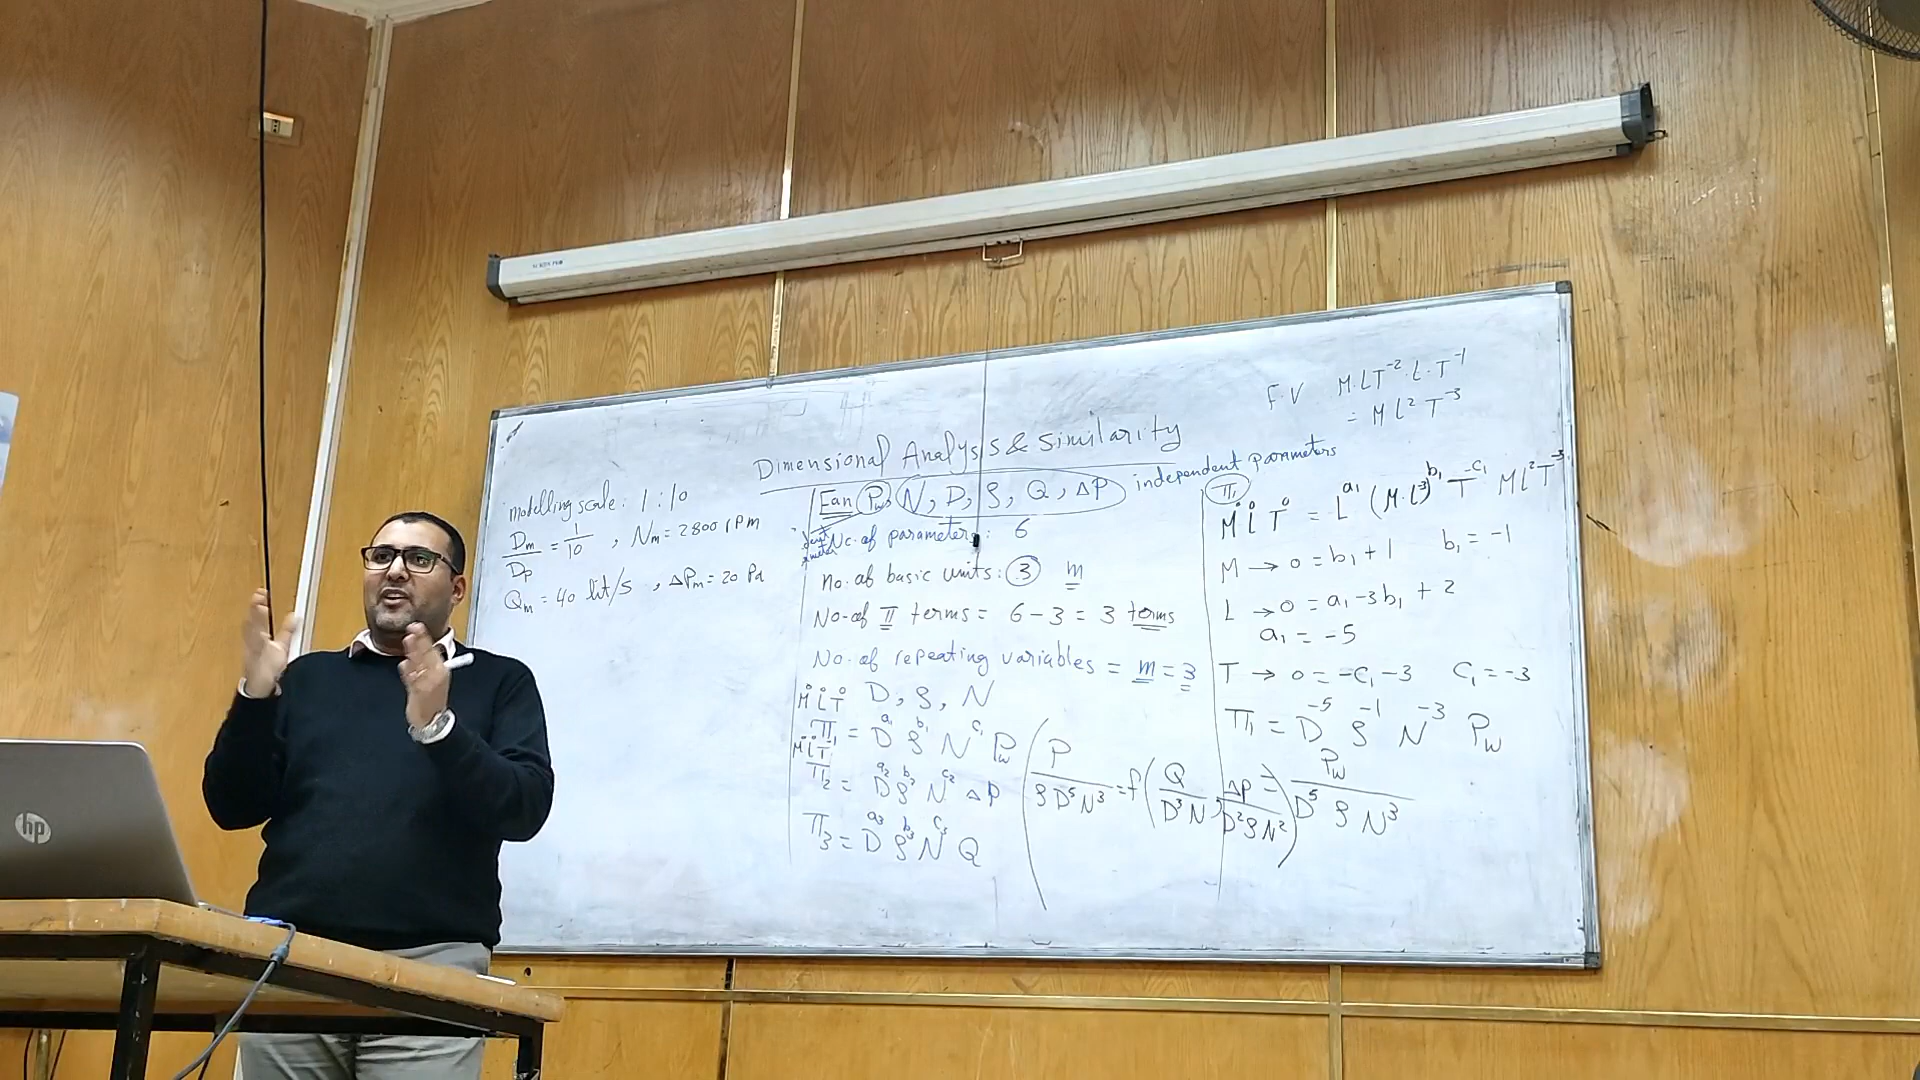 Dimensional Analysis & Similarity
F.V M.LT⁻².L.T⁻¹
= M L² T⁻³
modelling scale: 1:10
Dm/Dp = 1/10 , Nm = 2800 rpm
Qm = 40 lit/s , ΔPm = 20 Pa
Fan Pw, N, D, ρ, Q, ΔP independent parameters
No. of parameters: 6
no. of basic units: 3 m
No. of π terms = 6 - 3 = 3 terms
No. of repeating variables = m = 3
M⁰L⁰T⁰ D, ρ, N
π₁ = D^a₁ ρ^b₁ N^c₁ Pw
M⁰L⁰T⁰
π₂ = D^a₂ ρ^b₂ N^c₂ ΔP
π₃ = D^a₃ ρ^b₃ N^c₃ Q
P/(ρD⁵N³) = f(Q/(D³N), ΔP/(D²ρN²))
π₁
M⁰L⁰T⁰ = L^a₁ (M.L⁻³)^b₁ T^-c₁ ML²T⁻³
M → 0 = b₁ + 1 b₁ = -1
L → 0 = a₁ - 3b₁ + 2
a₁ = -5
T → 0 = -c₁ - 3 C₁ = -3
π₁ = D⁻⁵ ρ⁻¹ N⁻³ Pw
= Pw/(D⁵ ρ N³)
hp